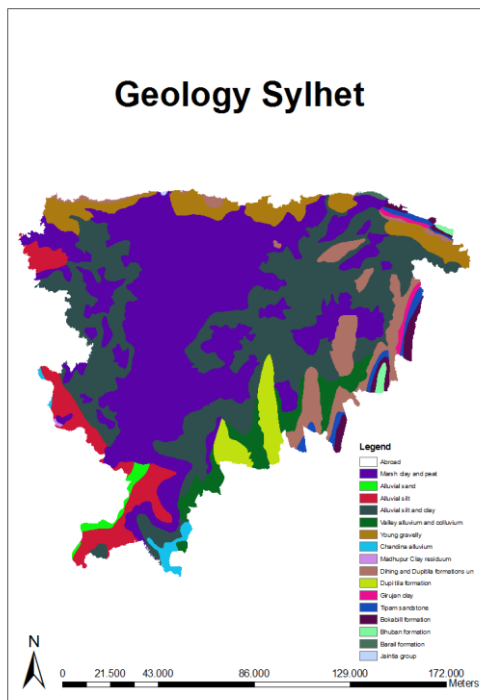 Geology Sylhet
Legend
Abroad
Marsh clay and peat
Alluvial sand
Alluvial silt
Alluvial silt and clay
Valley alluvium and colluvium
Young gravelly
Chandina alluvium
Madhupur Clay residuum
Dihing and Dupitila formations un
Dupi tila formation
Girujan clay
Tipam sandstone
Bokabill formation
Bhuban formation
Barail formation
Jaintia group
N
0 21.500 43.000 86.000 129.000 172.000
Meters